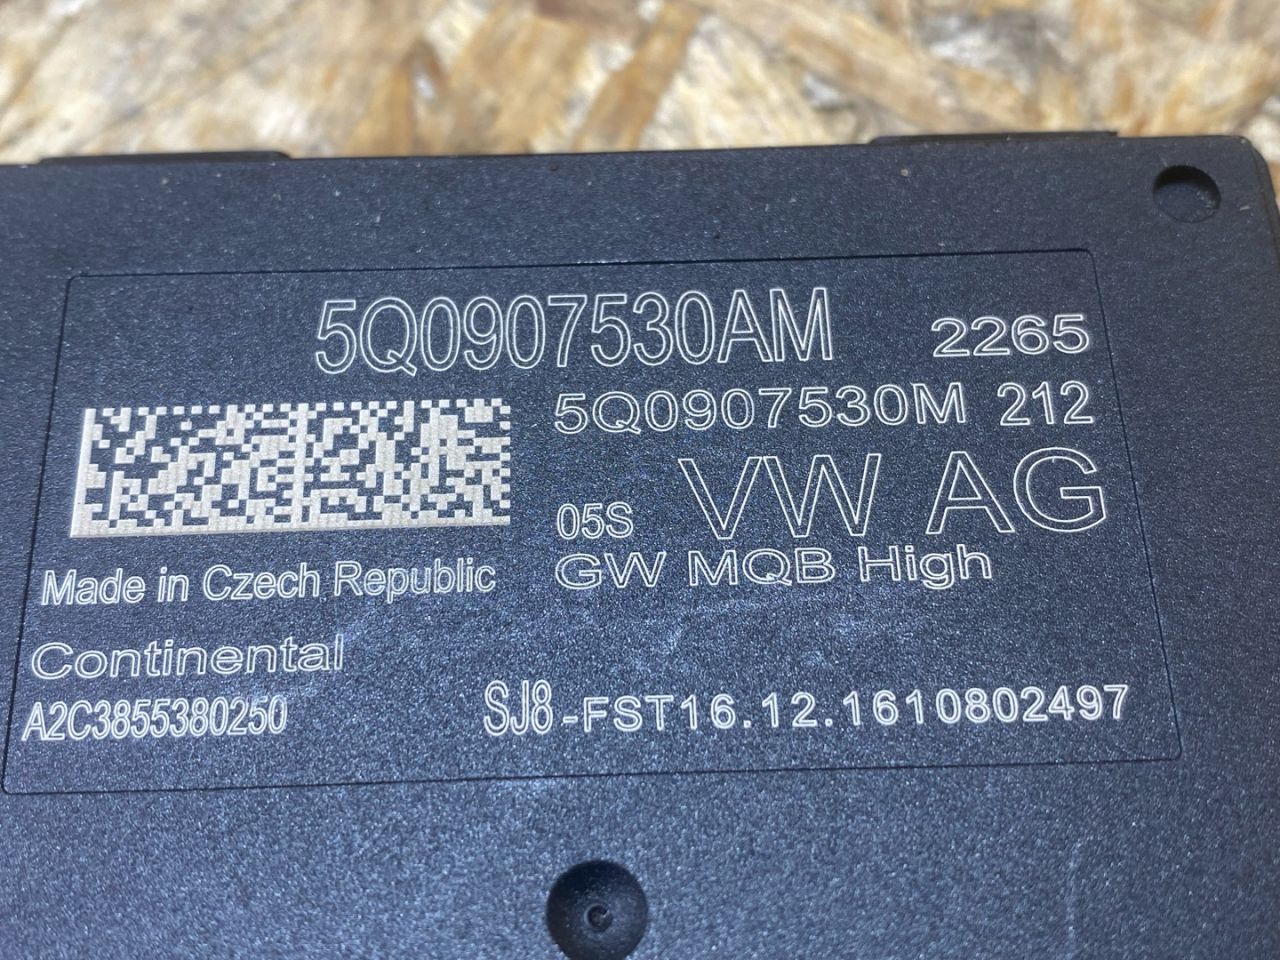 5Q0907530AM 2265
5Q0907530M 212
05S VW AG
GW MQB High
Made in Czech Republic
Continental
A2C3855380250
SJ8-FST16.12.1610802497